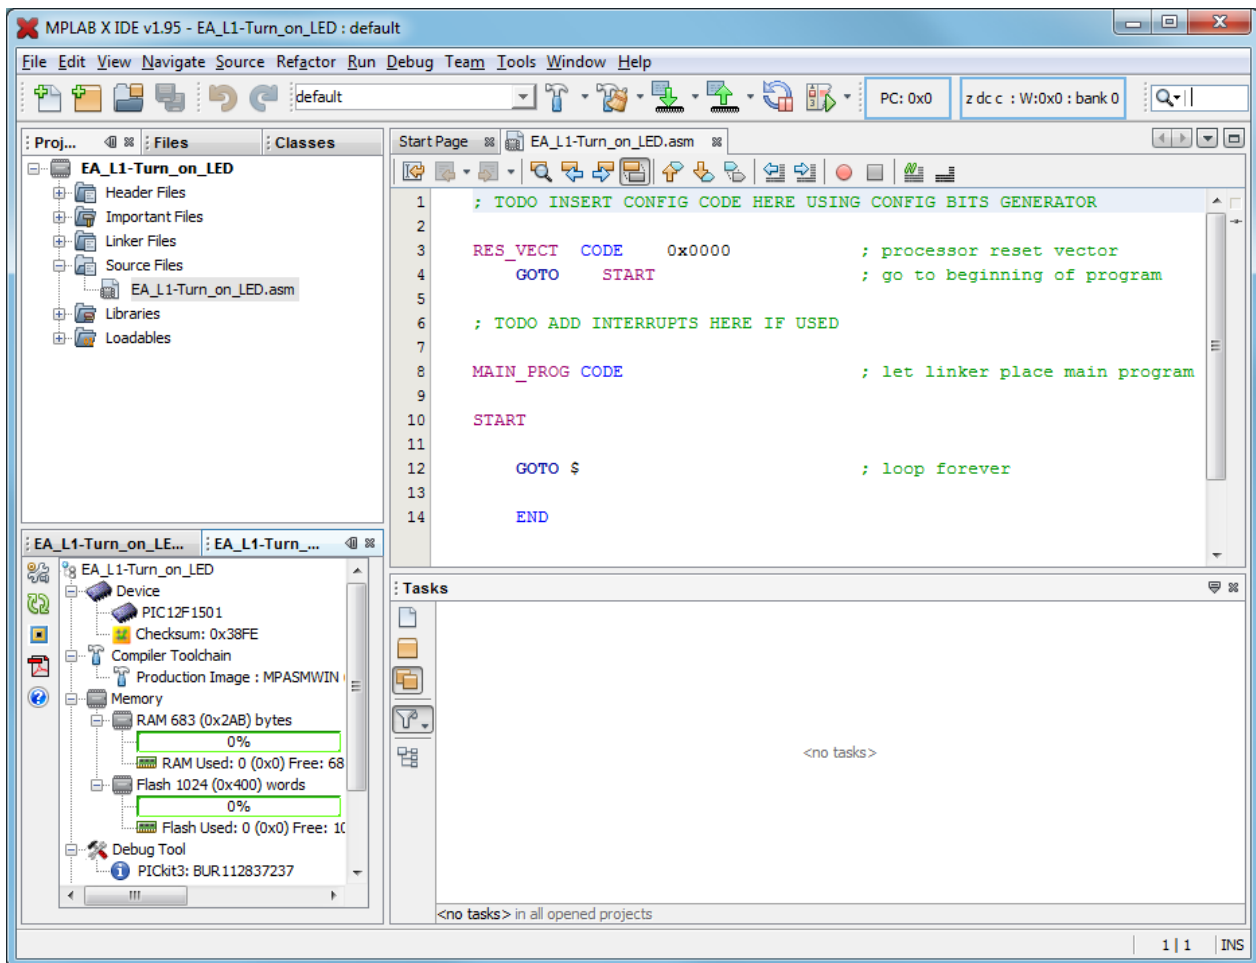 MPLAB X IDE v1.95 - EA_L1-Turn_on_LED : default
File Edit View Navigate Source Refactor Run Debug Team Tools Window Help
default
PC: 0x0
z dc c : W:0x0 : bank 0
Proj... Files Classes
EA_L1-Turn_on_LED
Header Files
Important Files
Linker Files
Source Files
EA_L1-Turn_on_LED.asm
Libraries
Loadables
Start Page EA_L1-Turn_on_LED.asm
1 ; TODO INSERT CONFIG CODE HERE USING CONFIG BITS GENERATOR
2
3 RES_VECT CODE 0x0000 ; processor reset vector
4 GOTO START ; go to beginning of program
5
6 ; TODO ADD INTERRUPTS HERE IF USED
7
8 MAIN_PROG CODE ; let linker place main program
9
10 START
11
12 GOTO $ ; loop forever
13
14 END
EA_L1-Turn_on_LE... EA_L1-Turn_...
EA_L1-Turn_on_LED
Device
PIC12F1501
Checksum: 0x38FE
Compiler Toolchain
Production Image : MPASMWIN
Memory
RAM 683 (0x2AB) bytes
0%
RAM Used: 0 (0x0) Free: 68
Flash 1024 (0x400) words
0%
Flash Used: 0 (0x0) Free: 10
Debug Tool
PICkit3: BUR112837237
Tasks
<no tasks>
<no tasks> in all opened projects
1 | 1 INS